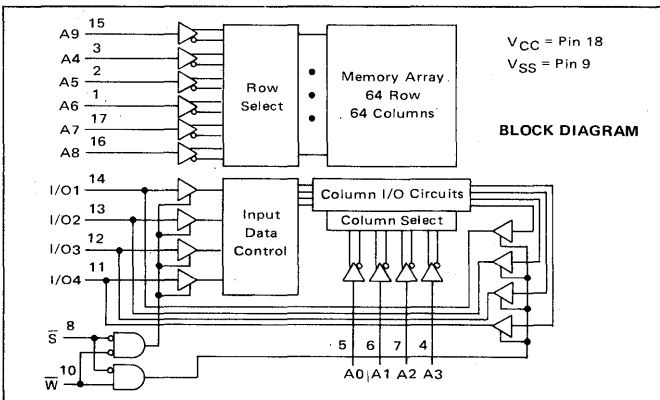 15
A9
3
A4
2
A5
1
A6
17
A7
16
A8
Row
Select
Memory Array
64 Row
64 Columns
VCC = Pin 18
VSS = Pin 9
BLOCK DIAGRAM
14
I/O1
13
I/O2
12
I/O3
11
I/O4
Input
Data
Control
Column I/O Circuits
Column Select
S̅ 8
W̅ 10
5 6 7 4
A0 A1 A2 A3